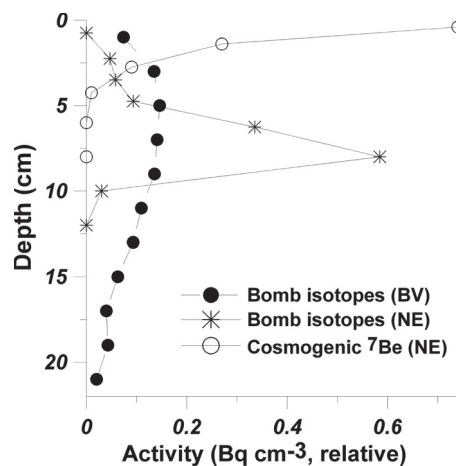 0
5
10
15
20
Depth (cm)
Bomb isotopes (BV)
Bomb isotopes (NE)
Cosmogenic ⁷Be (NE)
0 0.2 0.4 0.6
Activity (Bq cm⁻³, relative)